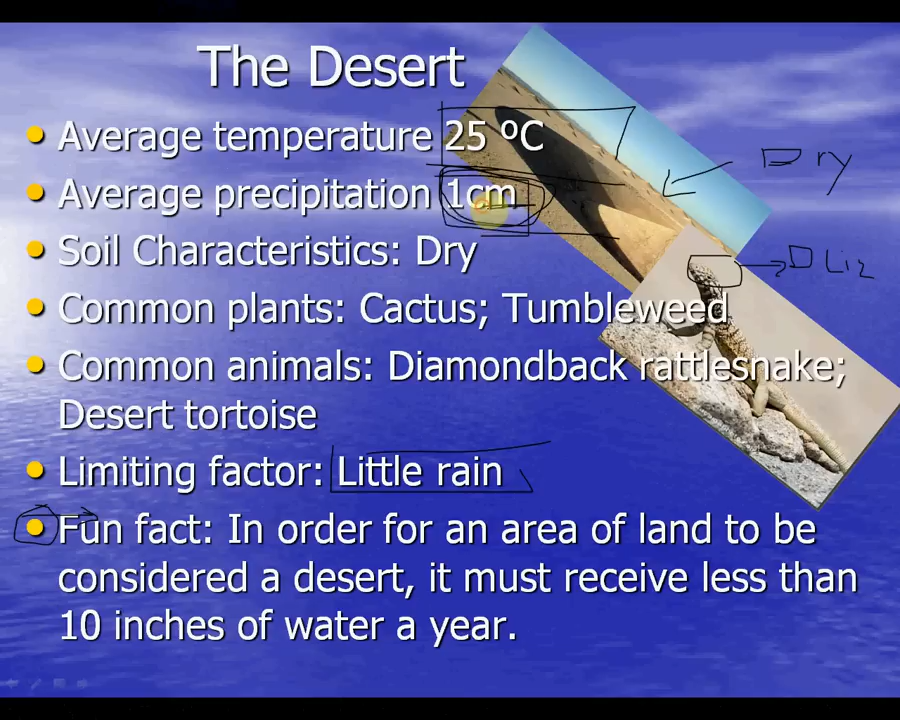 The Desert
Average temperature 25 ºC
Average precipitation 1cm
Dry
Soil Characteristics: Dry
D Liz
Common plants: Cactus; Tumbleweed
Common animals: Diamondback rattlesnake;
Desert tortoise
Limiting factor: Little rain
Fun fact: In order for an area of land to be
considered a desert, it must receive less than
10 inches of water a year.